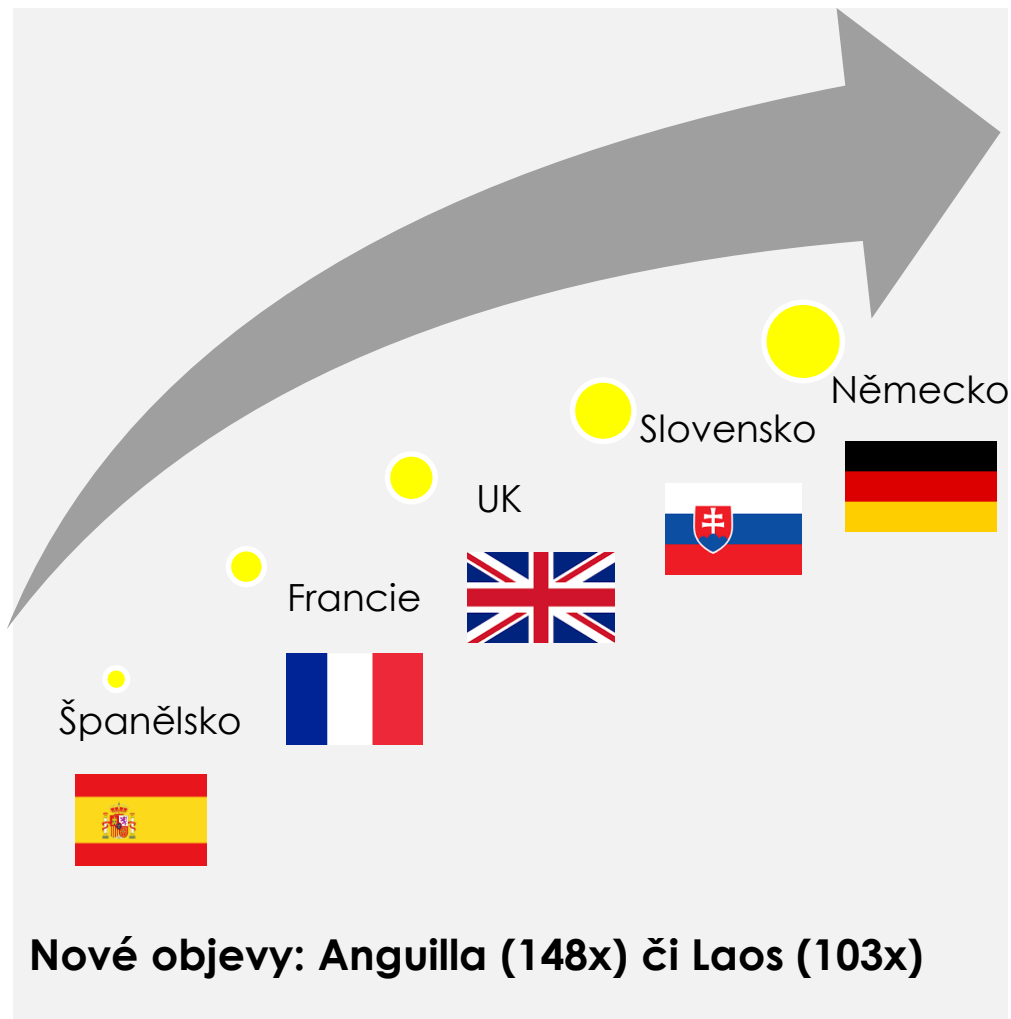 Německo
Slovensko
UK
Francie
Španělsko
Nové objevy: Anguilla (148x) či Laos (103x)